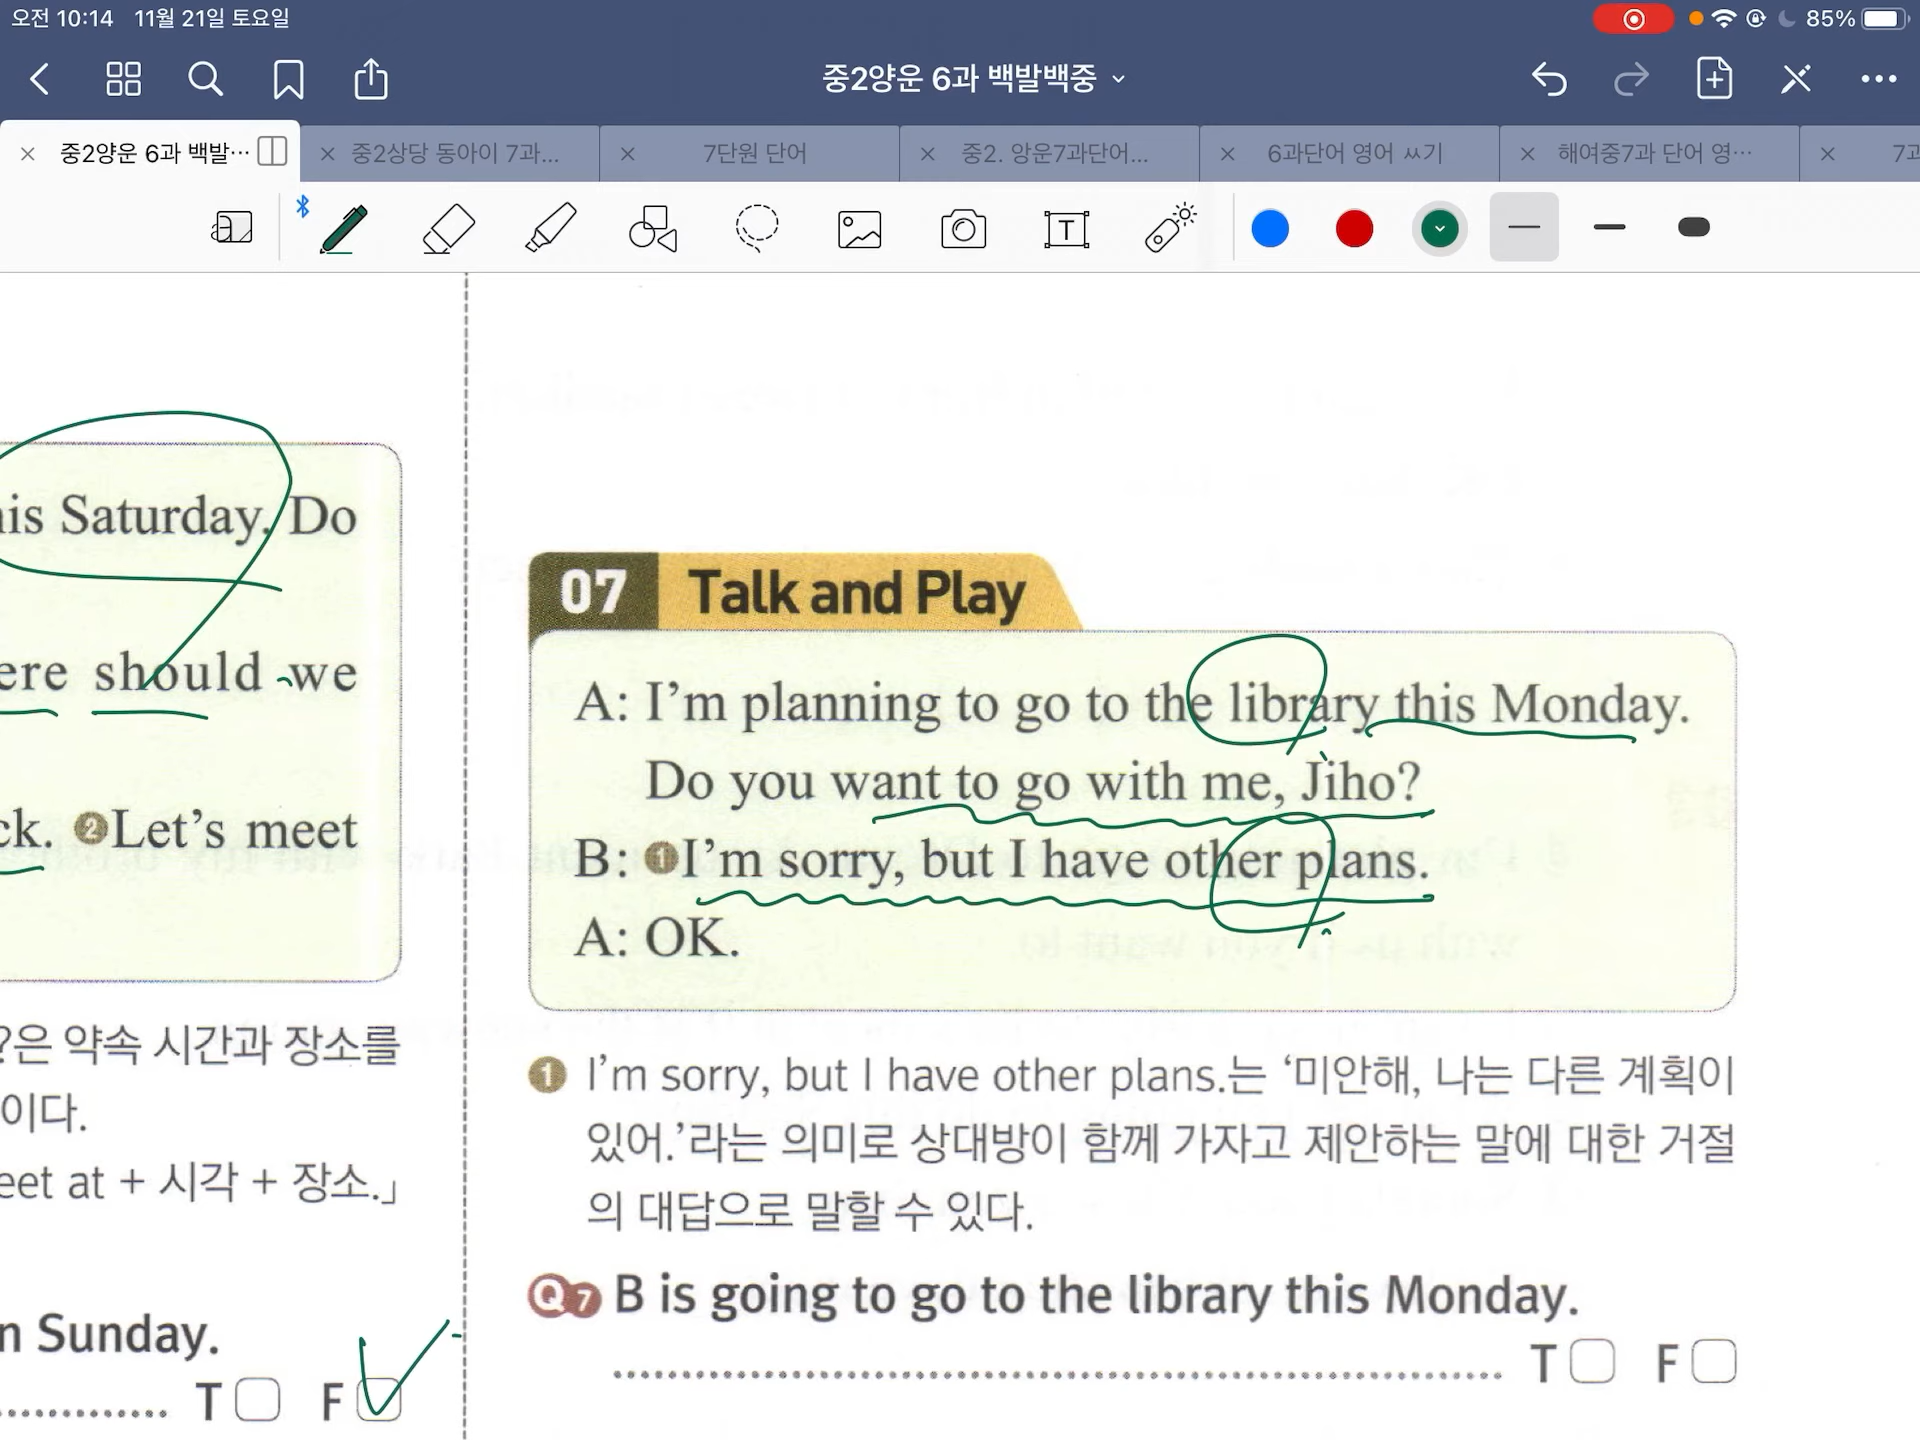 오전 10:14 11월 21일 토요일
85%
중2양운 6과 백발백중
중2양운 6과 백발…
중2상당 동아이 7과...
7단원 단어
중2. 앙운7과단어...
6과단어 영어 ㅆ기
해여중7과 단어 영…
7과
his Saturday. Do
ere should we
ck. ❷Let's meet
?은 약속 시간과 장소를
이다.
eet at + 시각 + 장소.」
n Sunday.
T F
07 Talk and Play
A: I'm planning to go to the library this Monday.
Do you want to go with me, Jiho?
B: ❶I'm sorry, but I have other plans.
A: OK.
❶ I'm sorry, but I have other plans.는 '미안해, 나는 다른 계획이
있어.'라는 의미로 상대방이 함께 가자고 제안하는 말에 대한 거절
의 대답으로 말할 수 있다.
Q7 B is going to go to the library this Monday.
T F